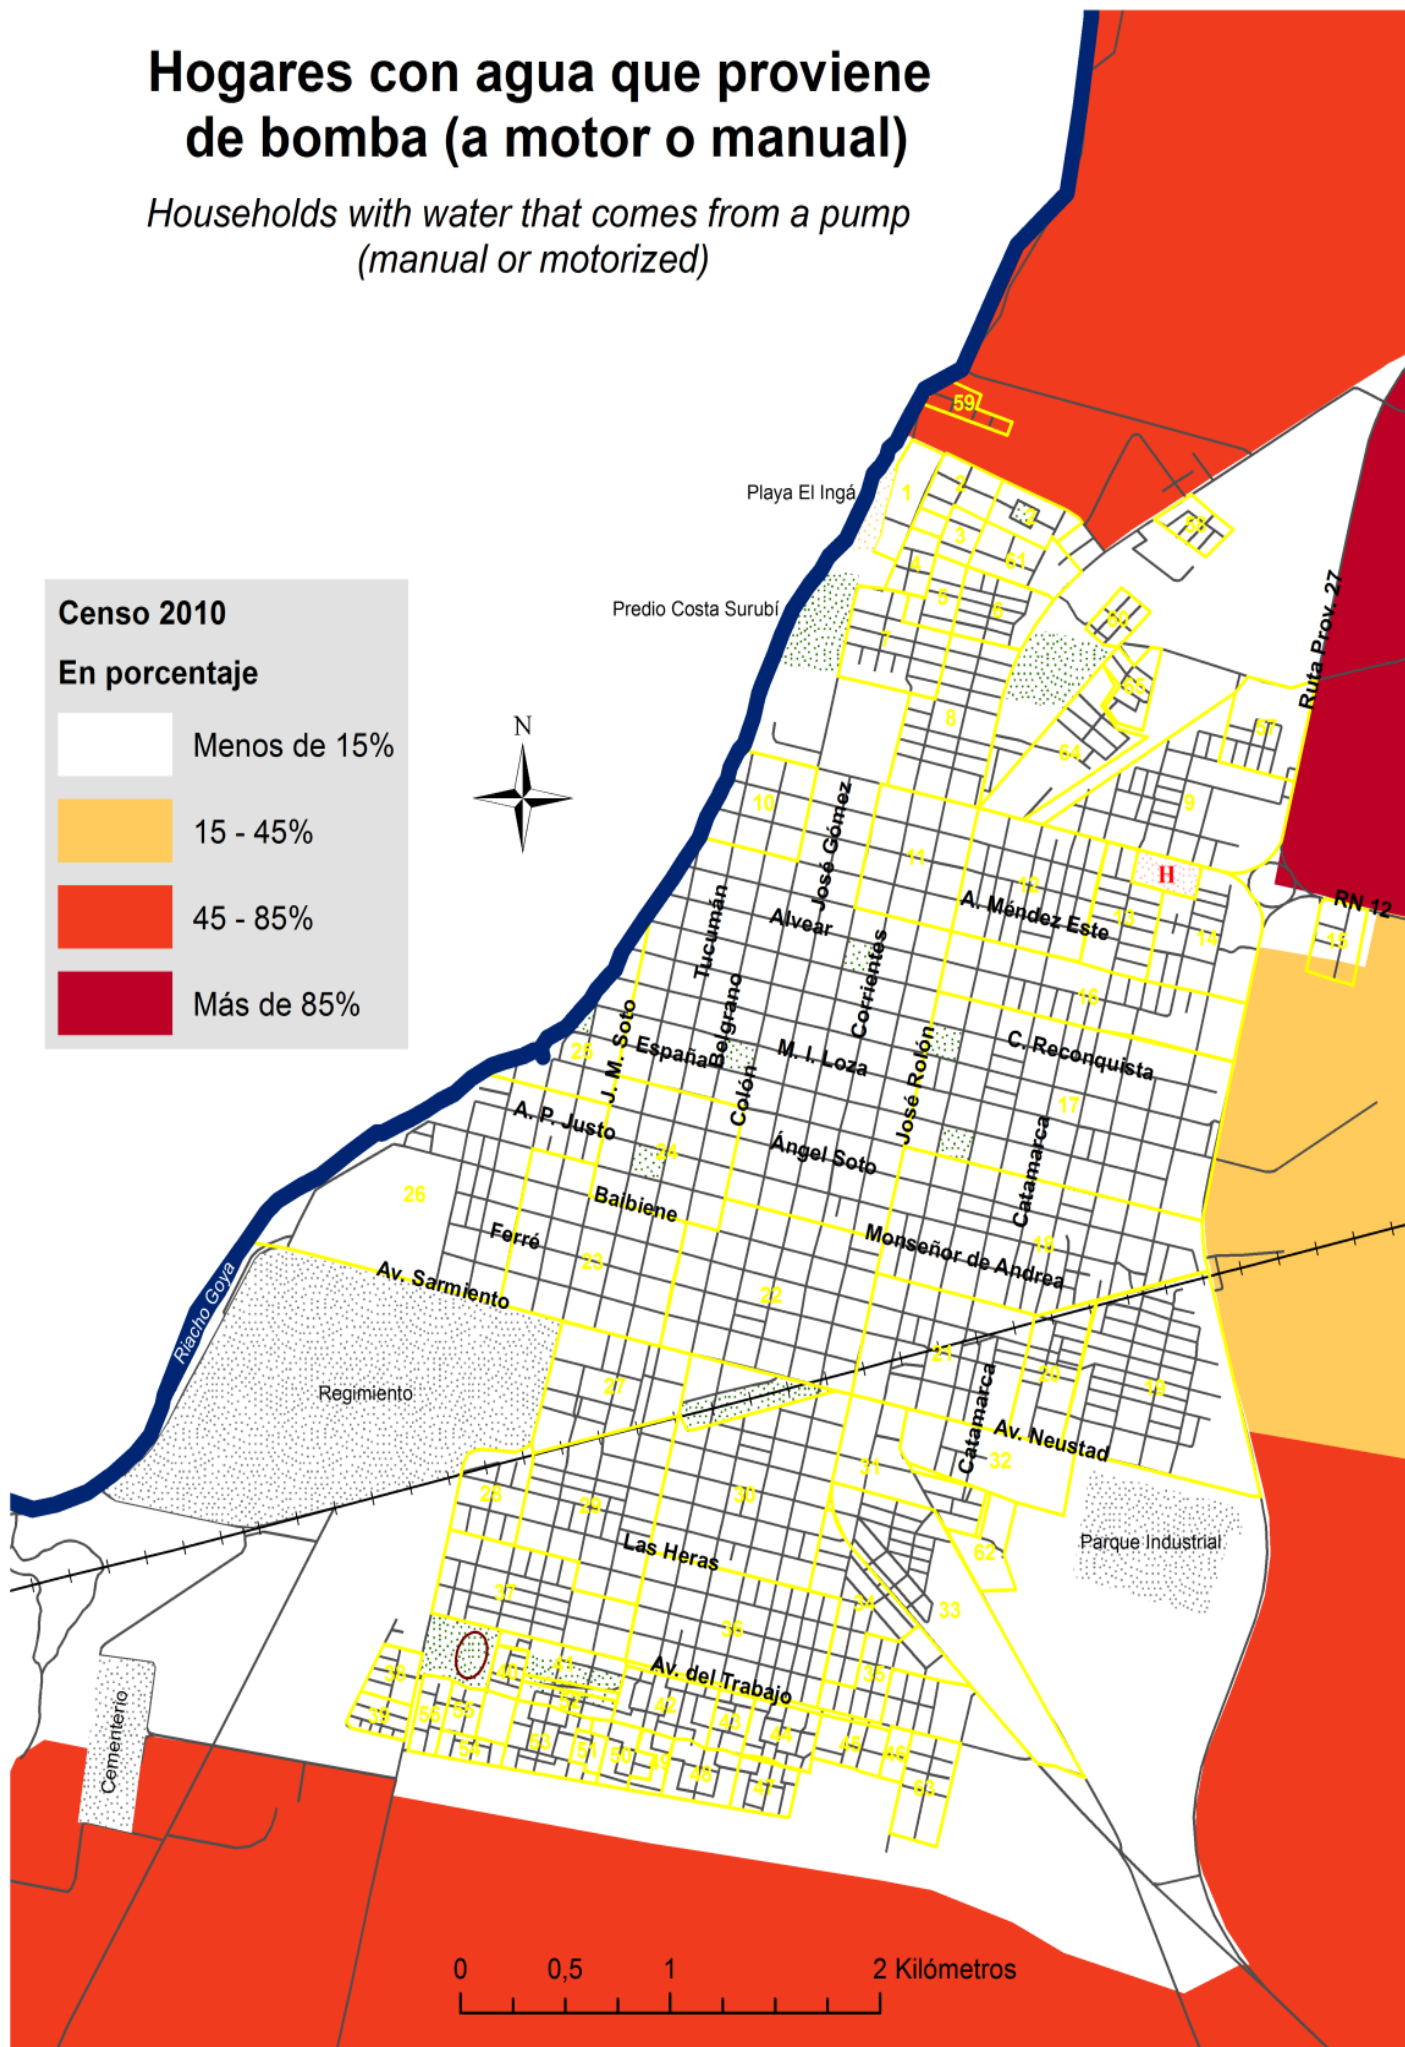 Hogares con agua que proviene
de bomba (a motor o manual)
Households with water that comes from a pump
(manual or motorized)
59
Playa El Ingá
1
2
2
3
58
61
4
Censo 2010
En porcentaje
Menos de 15%
15 - 45%
45 - 85%
Más de 85%
Predio Costa Surubí
5
6
60
7
Ruta Prov. 27
65
N
8
57
64
10
José Gómez
9
11
H
12
A. Méndez Este
13
14
RN 12
15
Tucumán
Alvear
Corrientes
16
Belgrano
J. M. Soto
España
25
M. I. Loza
José Rolón
C. Reconquista
Colón
17
A. P. Justo
24
Ángel Soto
Catamarca
26
Baibiene
Ferré
23
Monseñor de Andrea
18
Av. Sarmiento
22
Riacho Goya
Regimiento
27
21
20
19
Catamarca
Av. Neustad
32
31
28
29
30
Las Heras
62
Parque Industrial
37
34
33
36
Av. del Trabajo
35
38
40
41
52
42
39
56
55
43
44
54
53
51
50
49
48
47
45
46
63
Cementerio
0
0,5
1
2 Kilómetros